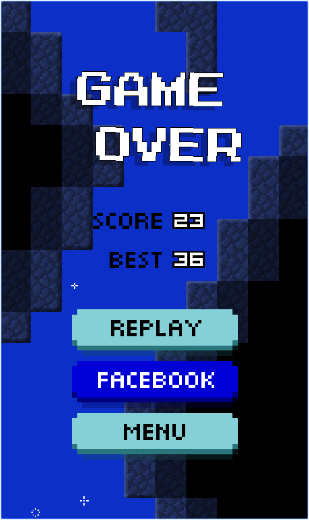 GAME
OVER
SCORE 23
BEST 36
REPLAY
FACEBOOK
MENU